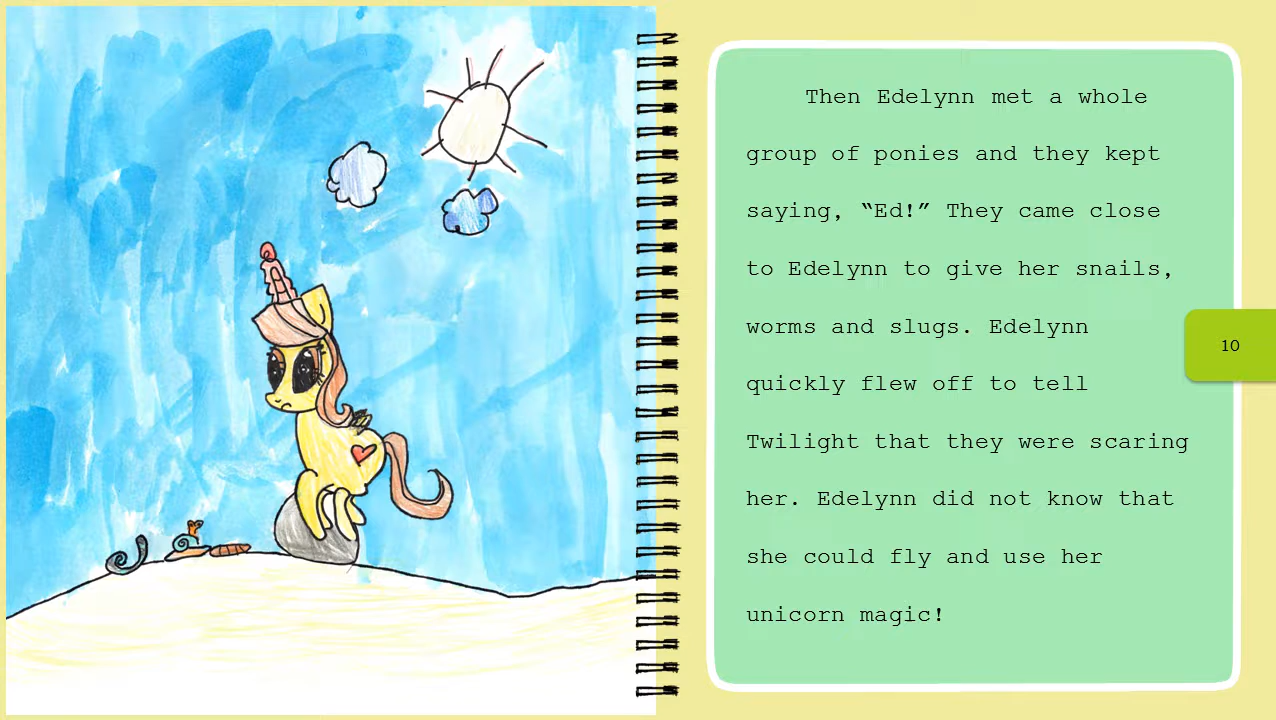 Then Edelynn met a whole
group of ponies and they kept
saying, “Ed!” They came close
to Edelynn to give her snails,
worms and slugs. Edelynn
quickly flew off to tell
Twilight that they were scaring
her. Edelynn did not know that
she could fly and use her
unicorn magic!
10